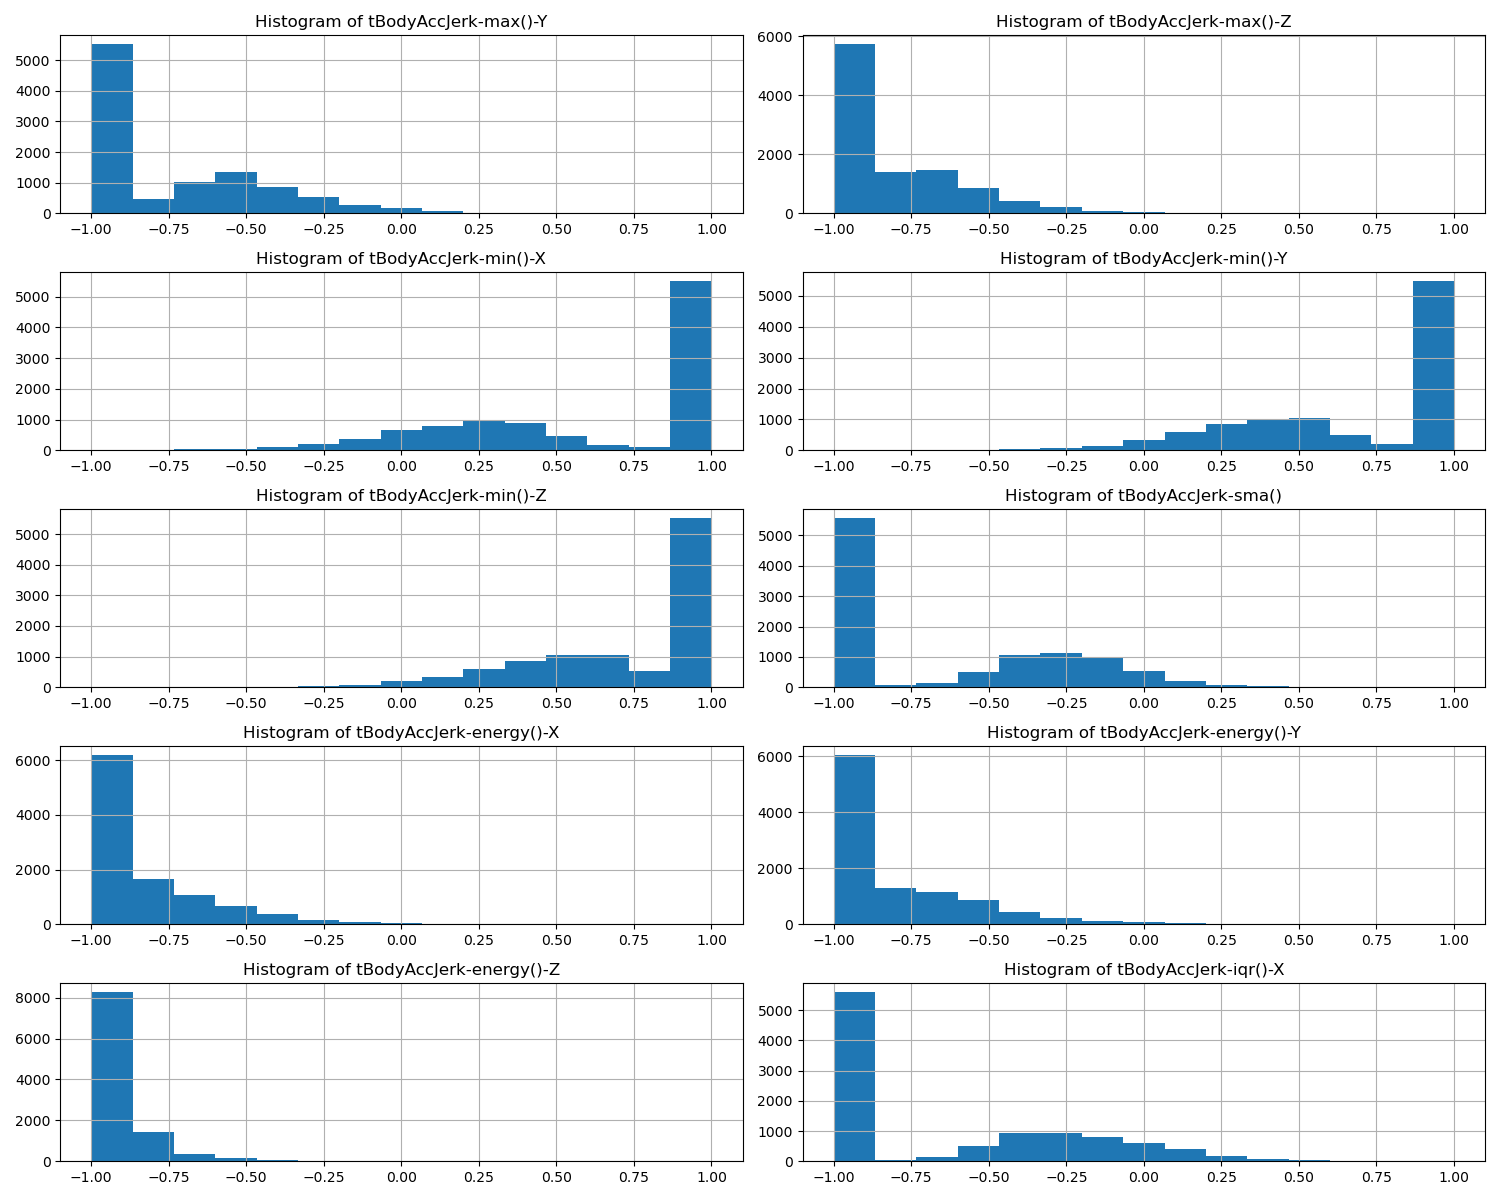 Histogram of tBodyAccJerk-max()-Y
5000
4000
3000
2000
1000
0
−1.00 −0.75 −0.50 −0.25 0.00 0.25 0.50 0.75 1.00
Histogram of tBodyAccJerk-max()-Z
6000
4000
2000
0
−1.00 −0.75 −0.50 −0.25 0.00 0.25 0.50 0.75 1.00
Histogram of tBodyAccJerk-min()-X
5000
4000
3000
2000
1000
0
−1.00 −0.75 −0.50 −0.25 0.00 0.25 0.50 0.75 1.00
Histogram of tBodyAccJerk-min()-Y
5000
4000
3000
2000
1000
0
−1.00 −0.75 −0.50 −0.25 0.00 0.25 0.50 0.75 1.00
Histogram of tBodyAccJerk-min()-Z
5000
4000
3000
2000
1000
0
−1.00 −0.75 −0.50 −0.25 0.00 0.25 0.50 0.75 1.00
Histogram of tBodyAccJerk-sma()
5000
4000
3000
2000
1000
0
−1.00 −0.75 −0.50 −0.25 0.00 0.25 0.50 0.75 1.00
Histogram of tBodyAccJerk-energy()-X
6000
4000
2000
0
−1.00 −0.75 −0.50 −0.25 0.00 0.25 0.50 0.75 1.00
Histogram of tBodyAccJerk-energy()-Y
6000
4000
2000
0
−1.00 −0.75 −0.50 −0.25 0.00 0.25 0.50 0.75 1.00
Histogram of tBodyAccJerk-energy()-Z
8000
6000
4000
2000
0
−1.00 −0.75 −0.50 −0.25 0.00 0.25 0.50 0.75 1.00
Histogram of tBodyAccJerk-iqr()-X
5000
4000
3000
2000
1000
0
−1.00 −0.75 −0.50 −0.25 0.00 0.25 0.50 0.75 1.00